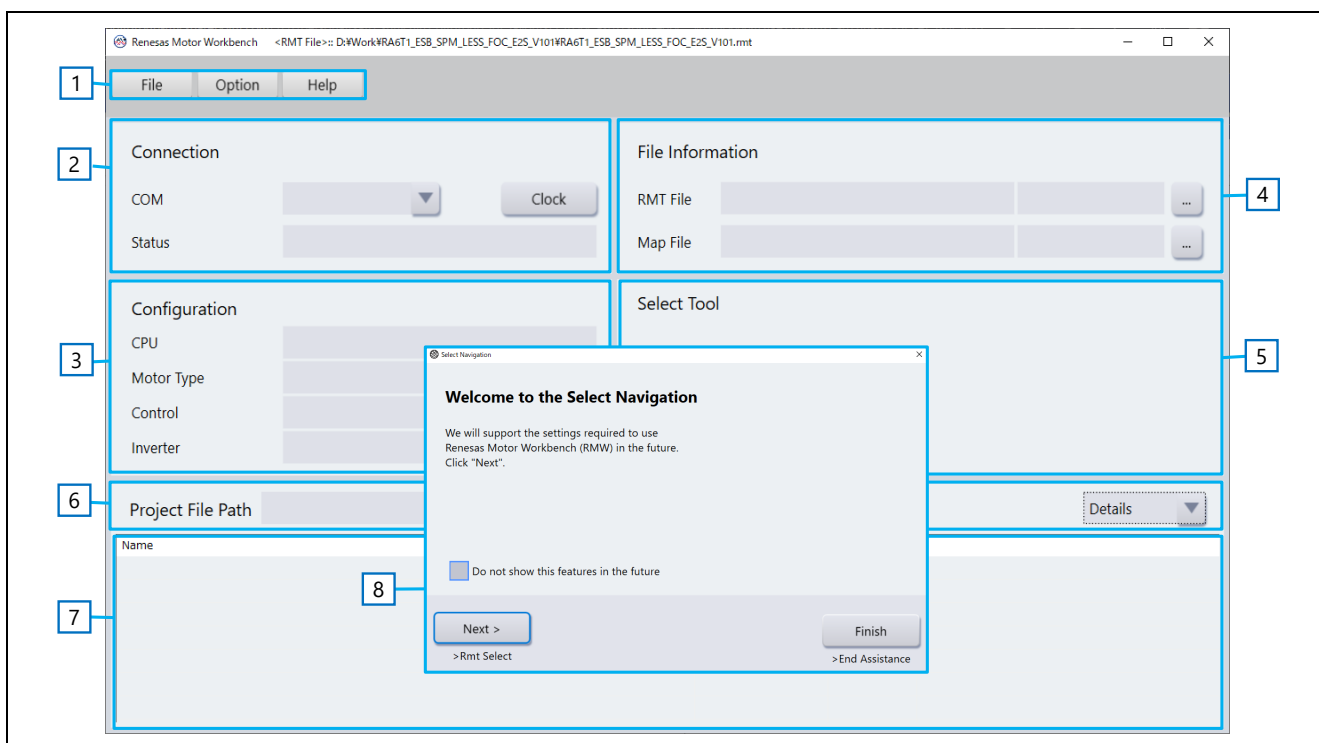 Renesas Motor Workbench <RMT File>:: D:¥Work¥RA6T1_ESB_SPM_LESS_FOC_E2S_V101¥RA6T1_ESB_SPM_LESS_FOC_E2S_V101.rmt
1
File Option Help
2
Connection
COM
Clock
Status
File Information
RMT File
...
Map File
...
4
3
Configuration
CPU
Motor Type
Control
Inverter
Select Tool
5
6
Project File Path
Details
7
Name
8
Select Navigation
Welcome to the Select Navigation
We will support the settings required to use
Renesas Motor Workbench (RMW) in the future.
Click "Next".
Do not show this features in the future
Next >
>Rmt Select
Finish
>End Assistance